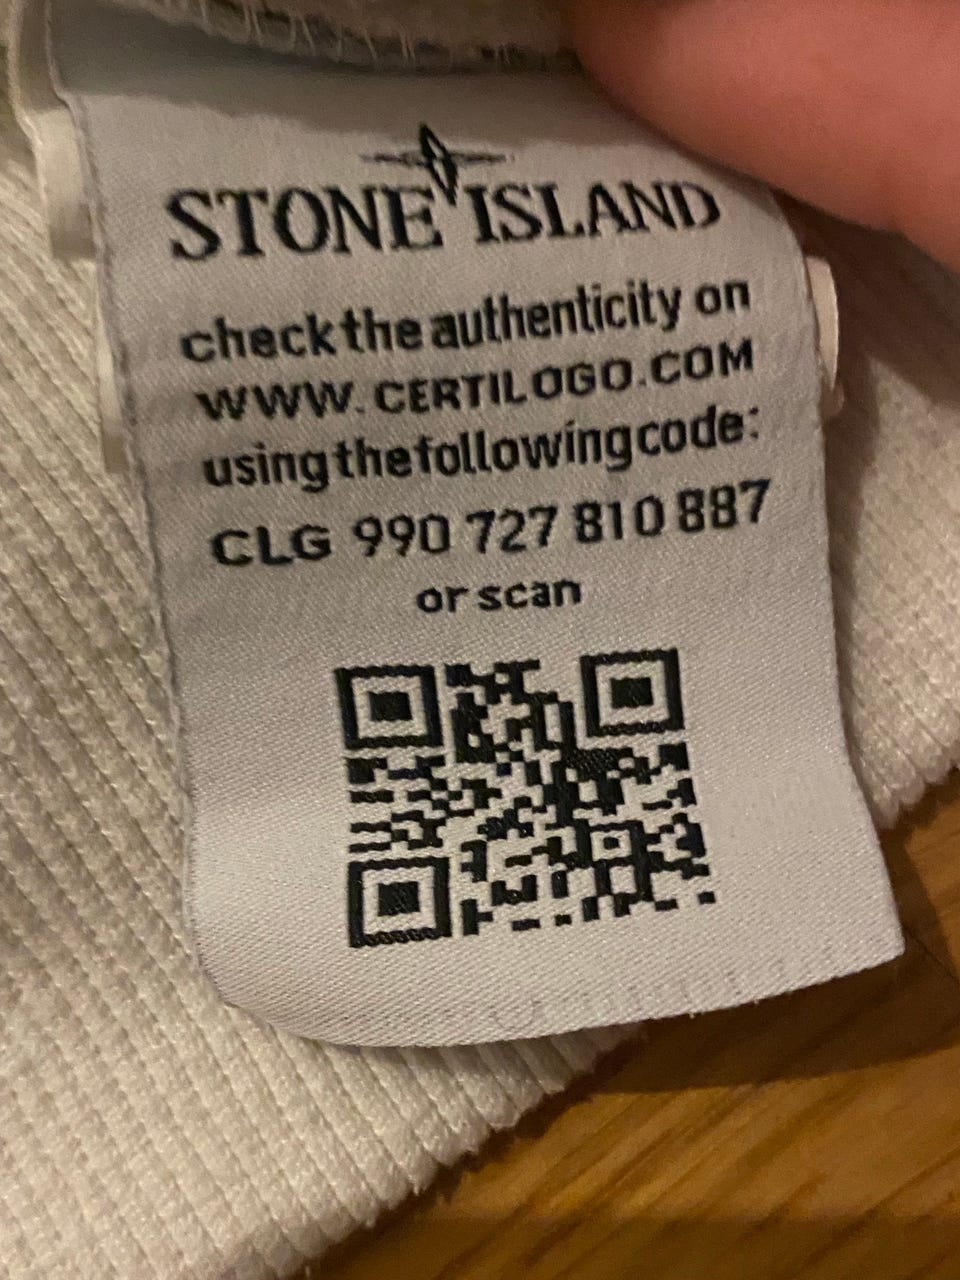 STONE ISLAND
check the authenticity on
WWW.CERTILOGO.COM
using the following code:
CLG 990 727 810 887
or scan